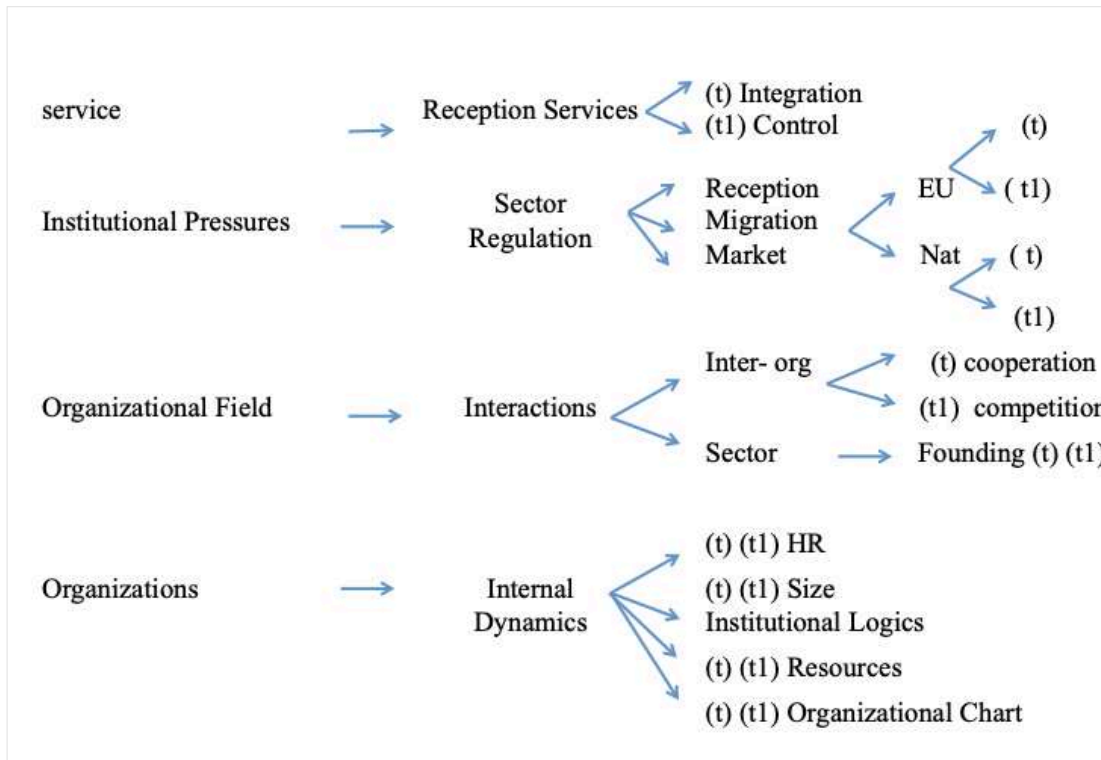 service
Reception Services
(t) Integration
(t1) Control
(t)
Institutional Pressures
Sector
Regulation
Reception
Migration
Market
EU
( t1)
Nat
( t)
(t1)
Organizational Field
Interactions
Inter- org
(t) cooperation
(t1) competition
Sector
Founding (t) (t1)
Organizations
Internal
Dynamics
(t) (t1) HR
(t) (t1) Size
Institutional Logics
(t) (t1) Resources
(t) (t1) Organizational Chart